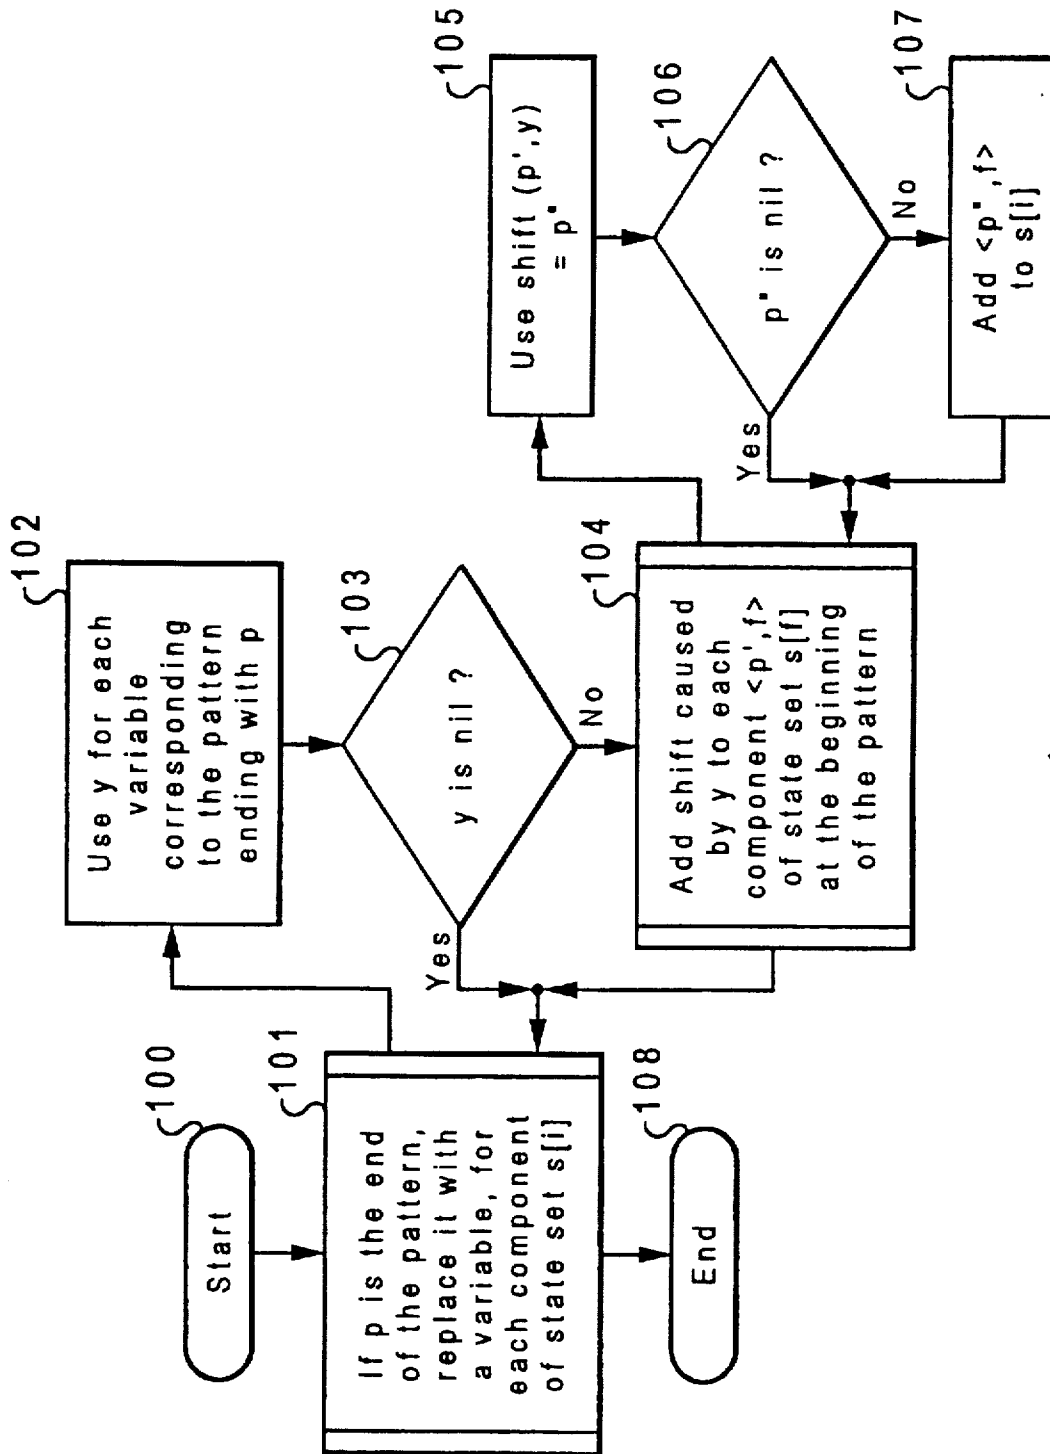 100
Start
101
If p is the end
of the pattern,
replace it with
a variable, for
each component
of state set s[i]
108
End
102
Use y for each
variable
corresponding
to the pattern
ending with p
103
y is nil ?
Yes
No
104
Add shift caused
by y to each
component <p',f>
of state set s[f]
at the beginning
of the pattern
105
Use shift (p',y)
= p"
106
p" is nil ?
Yes
No
107
Add <p",f>
to s[i]